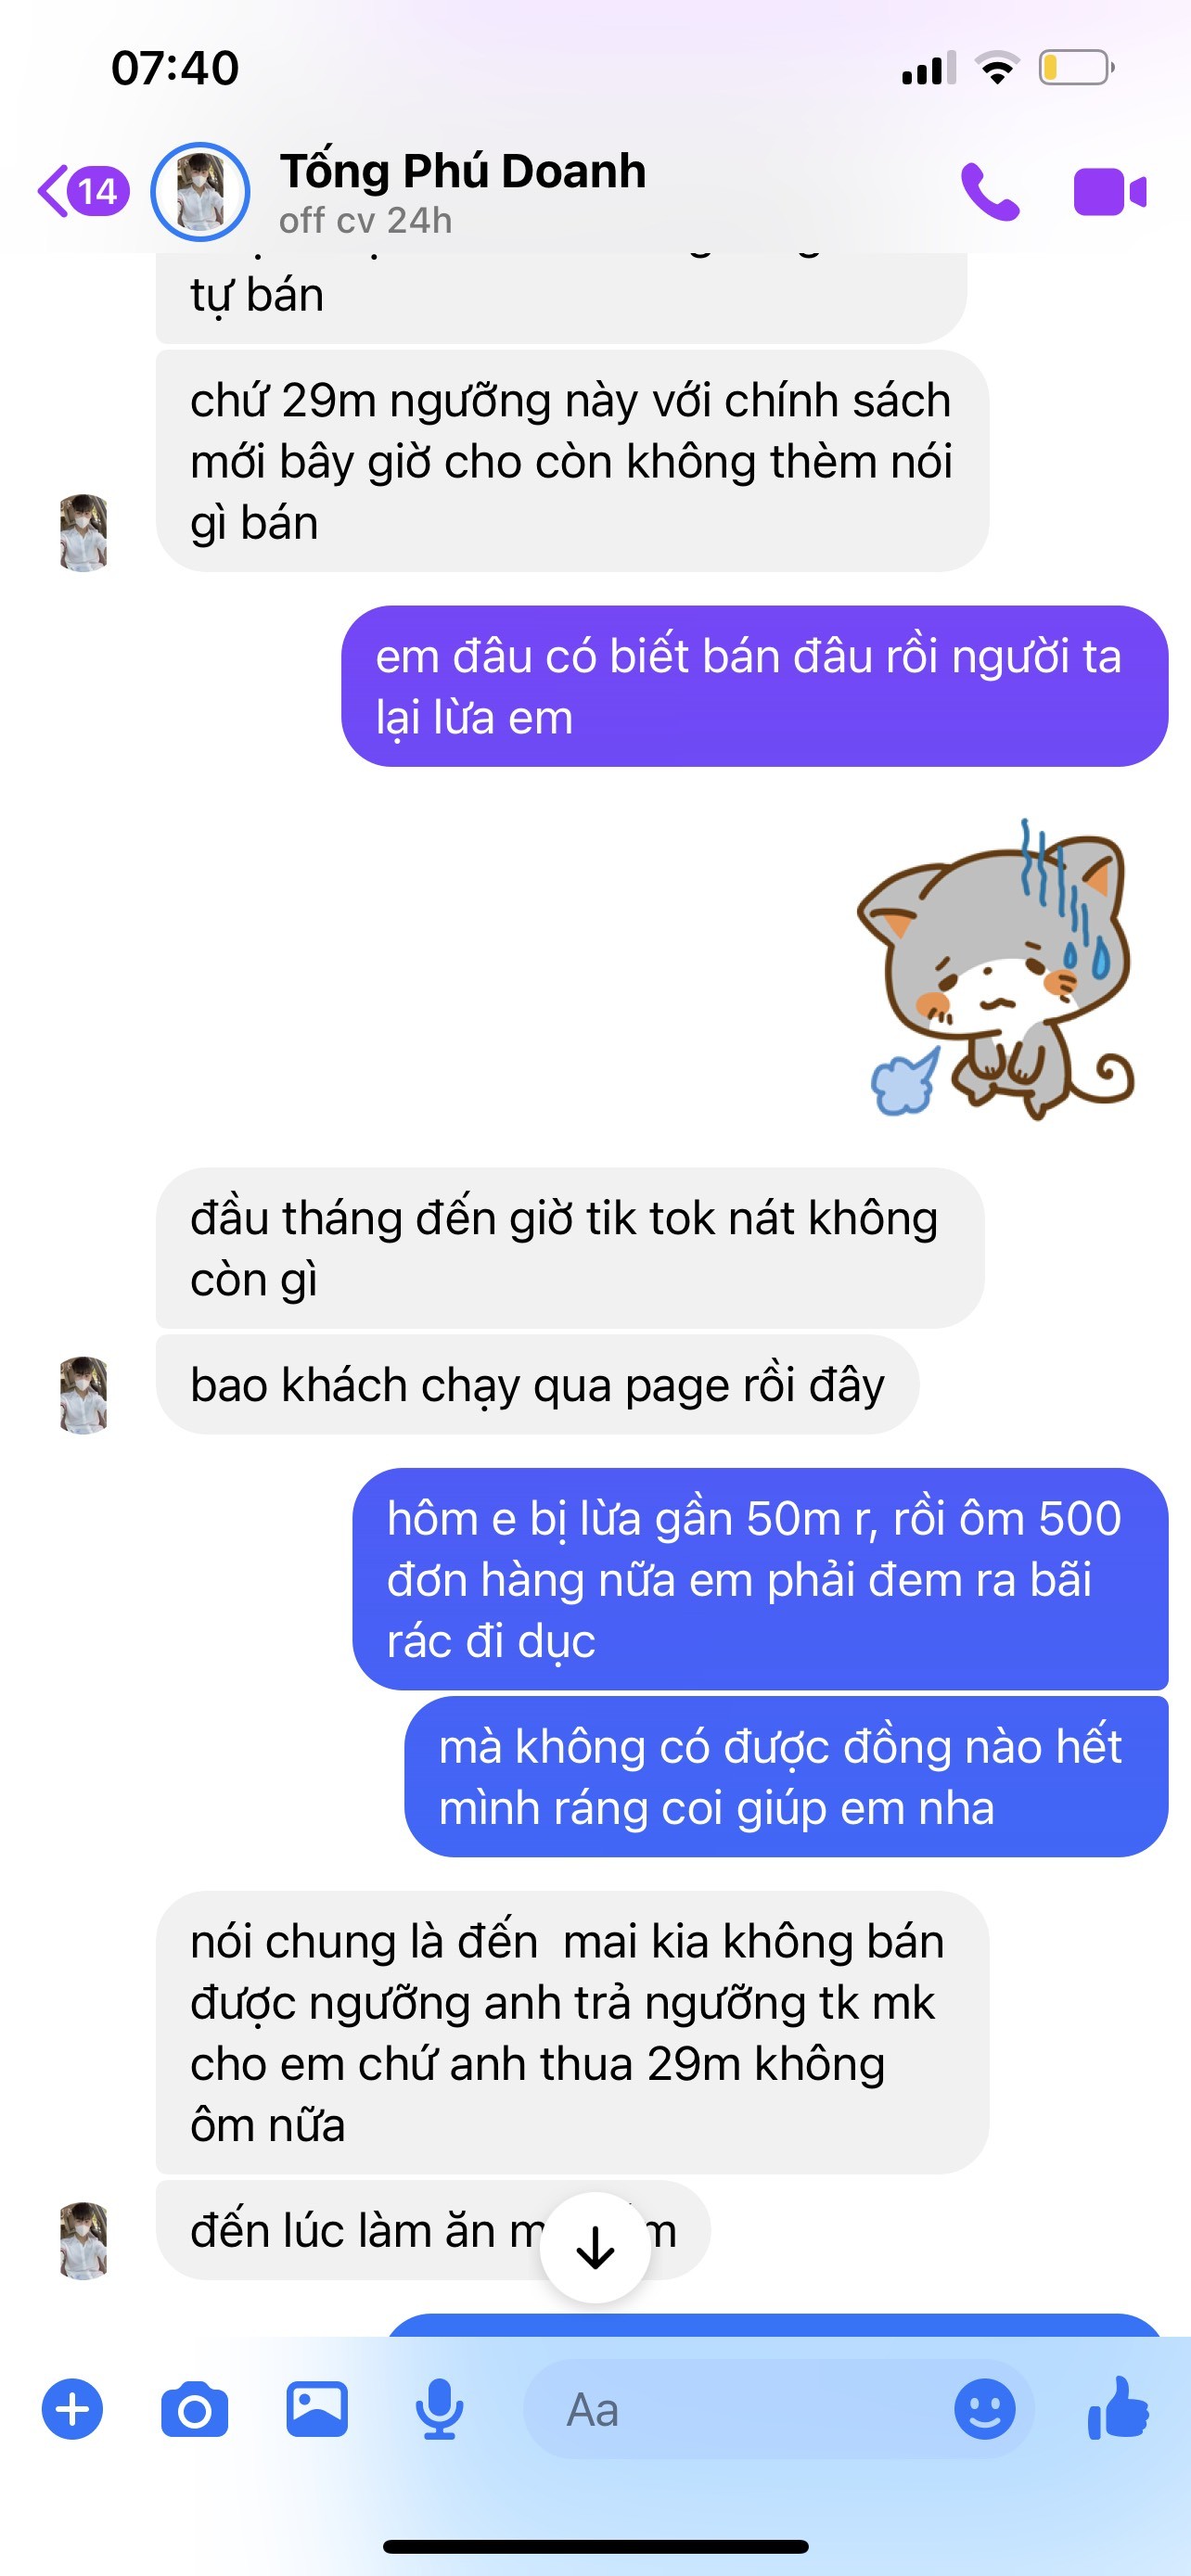 07:40
14
Tống Phú Doanh
off cv 24h
tự bán
chứ 29m ngưỡng này với chính sách
mới bây giờ cho còn không thèm nói
gì bán
em đâu có biết bán đâu rồi người ta
lại lừa em
đầu tháng đến giờ tik tok nát không
còn gì
bao khách chạy qua page rồi đây
hôm e bị lừa gần 50m r, rồi ôm 500
đơn hàng nữa em phải đem ra bãi
rác đi dục
mà không có được đồng nào hết
mình ráng coi giúp em nha
nói chung là đến  mai kia không bán
được ngưỡng anh trả ngưỡng tk mk
cho em chứ anh thua 29m không
ôm nữa
đến lúc làm ăn
Aa